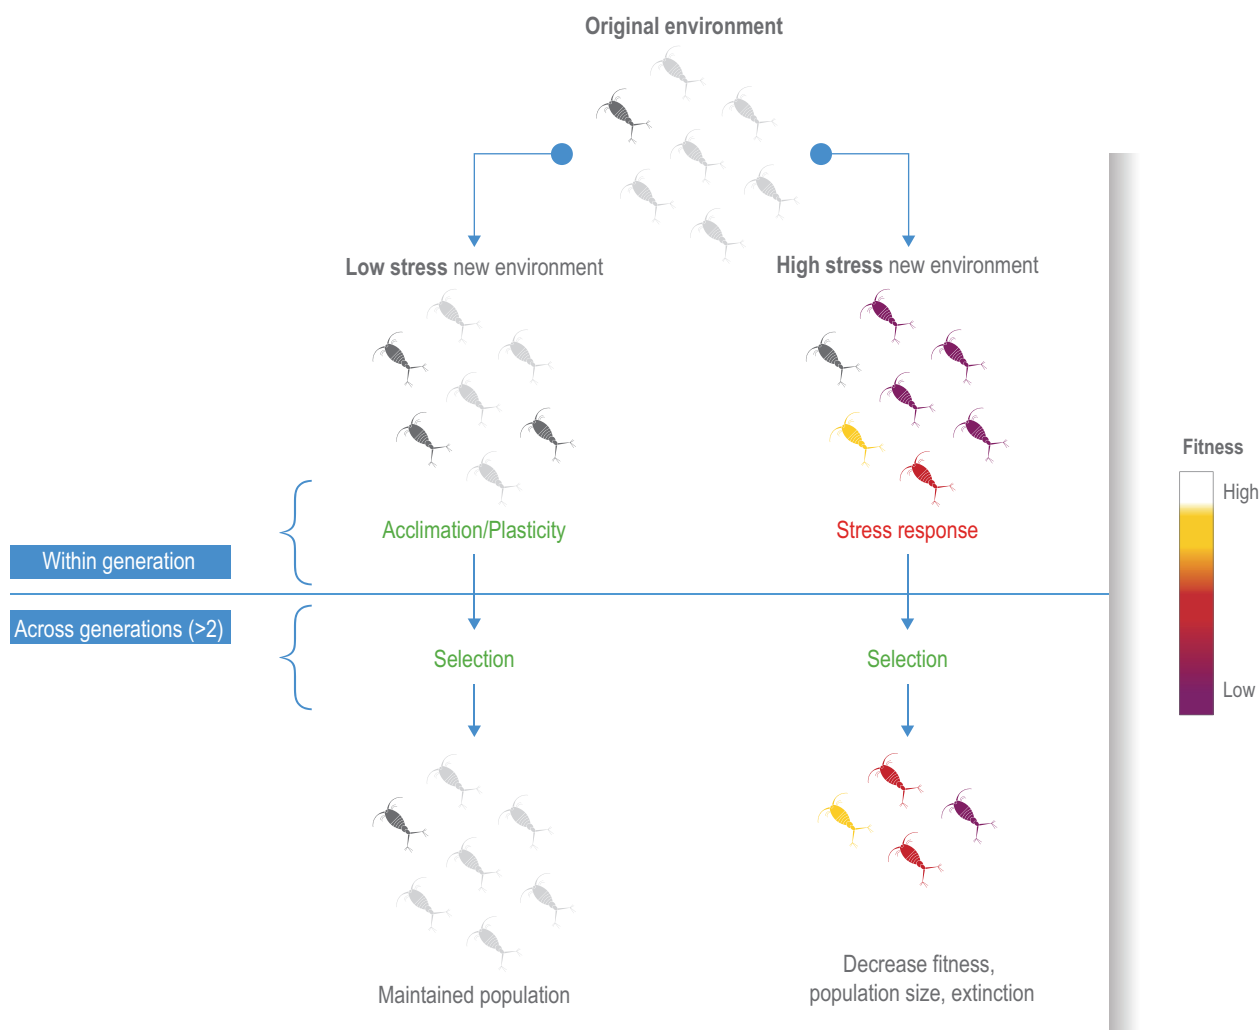 Original environment
Low stress new environment
High stress new environment
Acclimation/Plasticity
Stress response
Within generation
Across generations (>2)
Selection
Selection
Maintained population
Decrease fitness,
population size, extinction
Fitness
High
Low